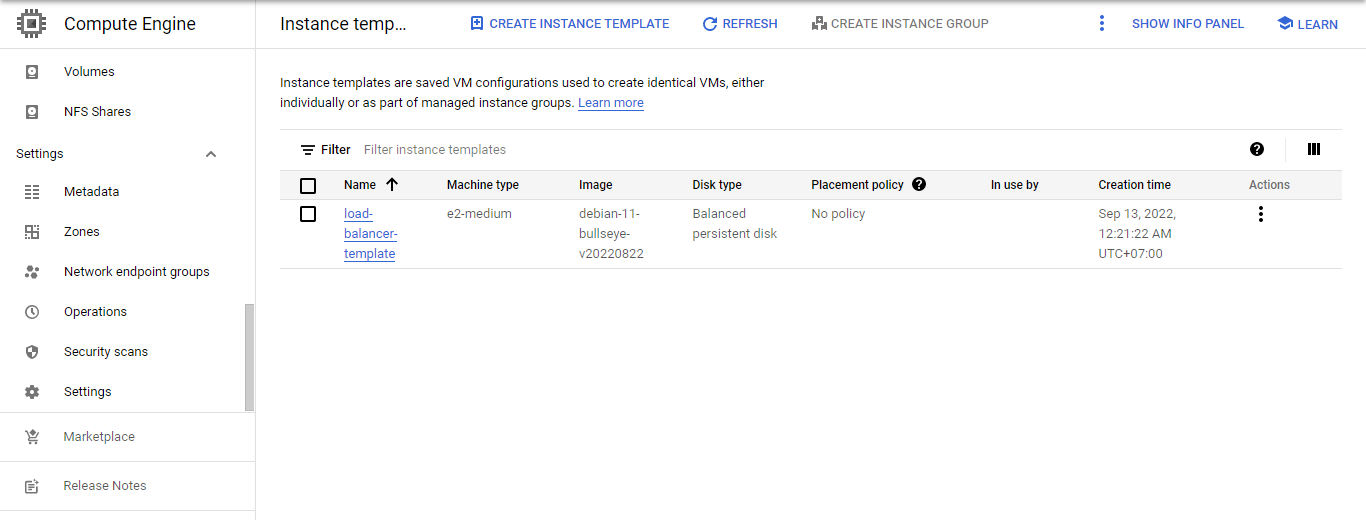 Compute Engine
Instance temp...
CREATE INSTANCE TEMPLATE
REFRESH
CREATE INSTANCE GROUP
SHOW INFO PANEL
LEARN
Volumes
NFS Shares
Settings
Metadata
Zones
Network endpoint groups
Operations
Security scans
Settings
Marketplace
Release Notes
Instance templates are saved VM configurations used to create identical VMs, either
individually or as part of managed instance groups. Learn more
Filter Filter instance templates
Name Machine type Image Disk type Placement policy In use by Creation time Actions
load-
balancer-
template
e2-medium
debian-11-
bullseye-
v20220822
Balanced
persistent disk
No policy
Sep 13, 2022,
12:21:22 AM
UTC+07:00